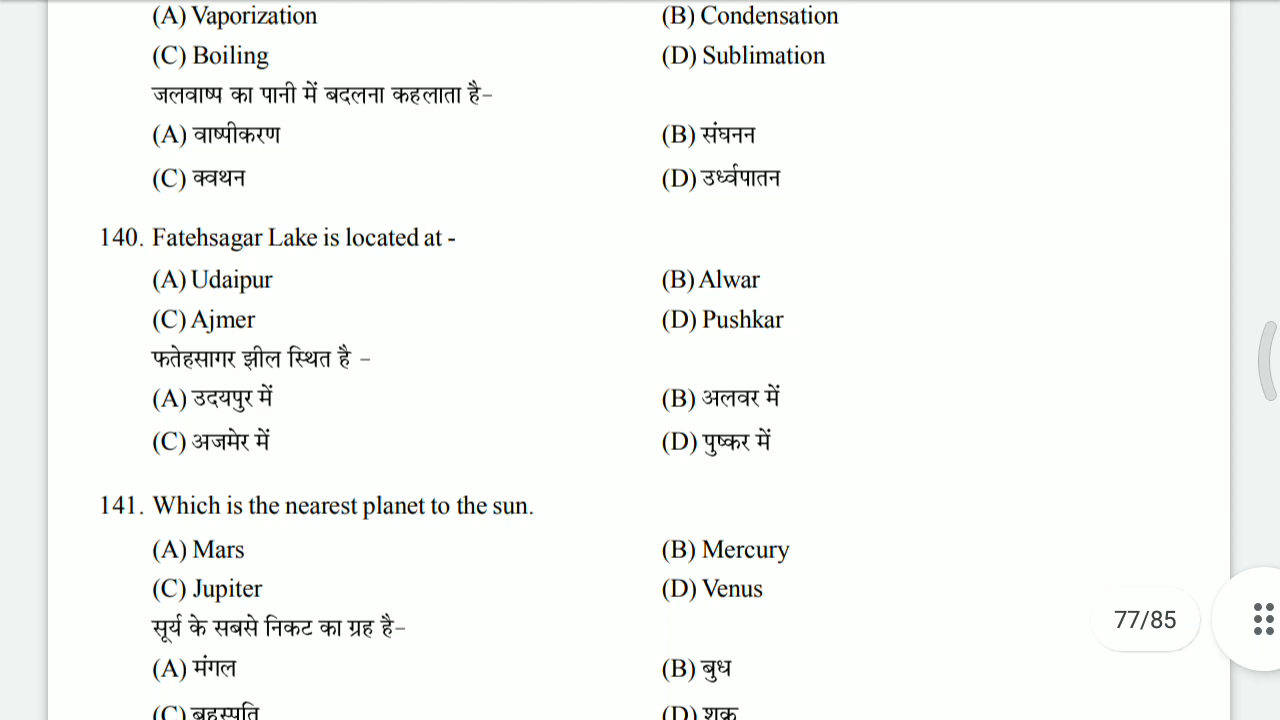 (A) Vaporization (B) Condensation
(C) Boiling (D) Sublimation
जलवाष्प का पानी में बदलना कहलाता है-
(A) वाष्पीकरण (B) संघनन
(C) क्वथन (D) उर्ध्वपातन
140. Fatehsagar Lake is located at -
(A) Udaipur (B) Alwar
(C) Ajmer (D) Pushkar
फतेहसागर झील स्थित है -
(A) उदयपुर में (B) अलवर में
(C) अजमेर में (D) पुष्कर में
141. Which is the nearest planet to the sun.
(A) Mars (B) Mercury
(C) Jupiter (D) Venus
77/85
सूर्य के सबसे निकट का ग्रह है-
(A) मंगल (B) बुध
(C) बृहस्पति (D) शुक्र